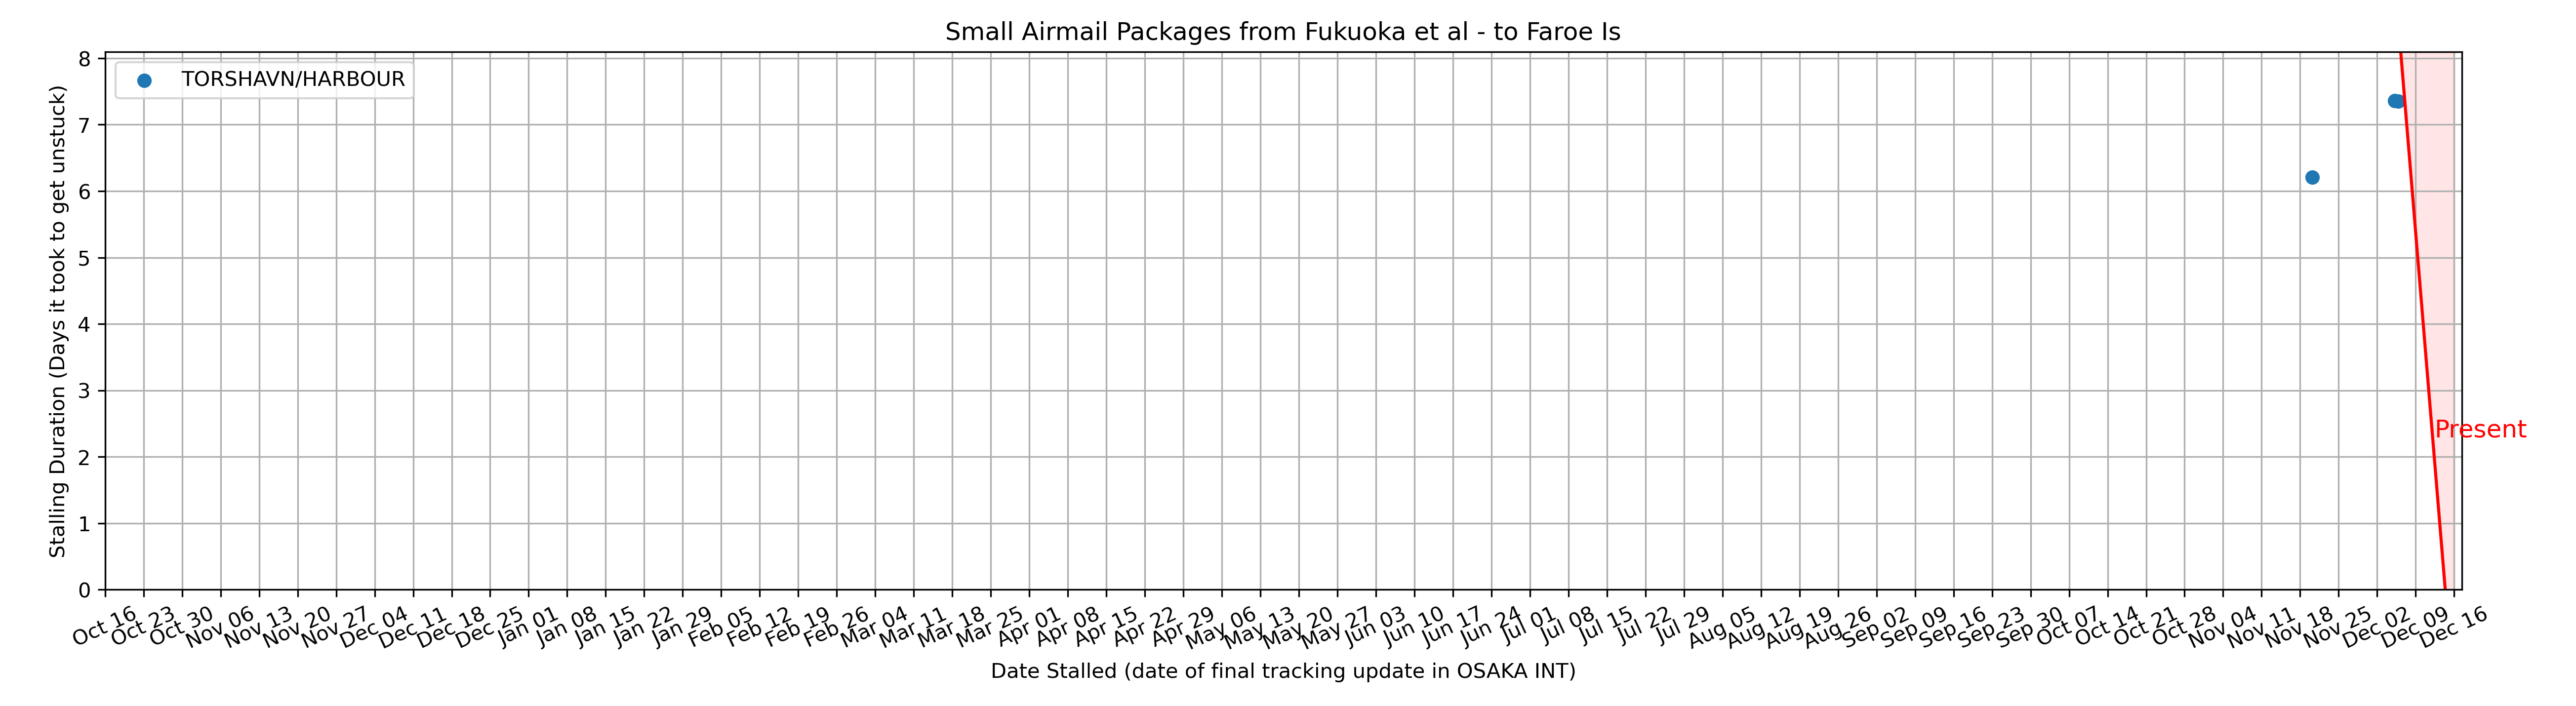 Small Airmail Packages from Fukuoka et al - to Faroe Is
TORSHAVN/HARBOUR
Stalling Duration (Days it took to get unstuck)
8
7
6
5
4
3
2
1
0
Present
Oct 16
Oct 23
Oct 30
Nov 06
Nov 13
Nov 20
Nov 27
Dec 04
Dec 11
Dec 18
Dec 25
Jan 01
Jan 08
Jan 15
Jan 22
Jan 29
Feb 05
Feb 12
Feb 19
Feb 26
Mar 04
Mar 11
Mar 18
Mar 25
Apr 01
Apr 08
Apr 15
Apr 22
Apr 29
May 06
May 13
May 20
May 27
Jun 03
Jun 10
Jun 17
Jun 24
Jul 01
Jul 08
Jul 15
Jul 22
Jul 29
Aug 05
Aug 12
Aug 19
Aug 26
Sep 02
Sep 09
Sep 16
Sep 23
Sep 30
Oct 07
Oct 14
Oct 21
Oct 28
Nov 04
Nov 11
Nov 18
Nov 25
Dec 02
Dec 09
Dec 16
Date Stalled (date of final tracking update in OSAKA INT)